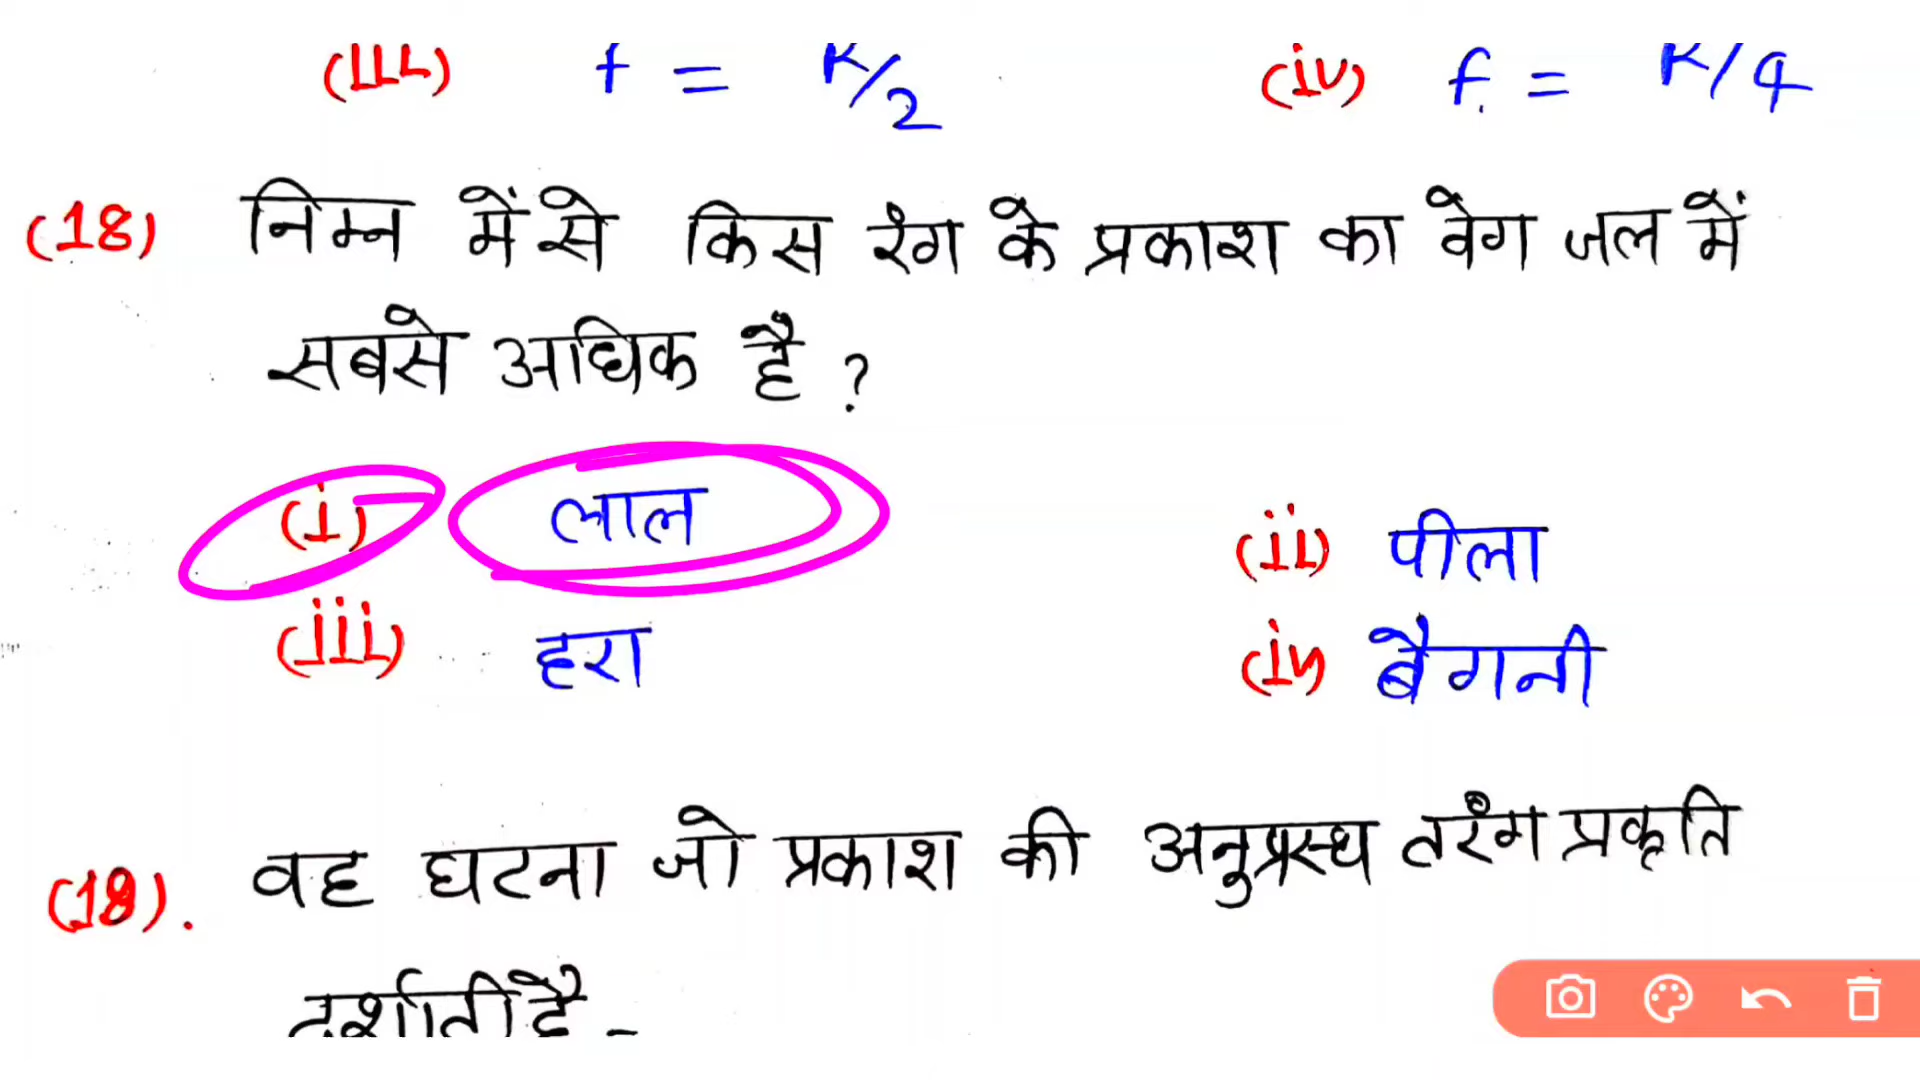 (iii) f = K/2 (iv) f = K/4
(18) निम्न में से किस रंग के प्रकाश का वेग जल में
सबसे अधिक है ?
(i) लाल (ii) पीला
(iii) हरा (iv) बैगनी
(19). वह घटना जो प्रकाश की अनुप्रस्थ तरंग प्रकृति
दर्शाती है -